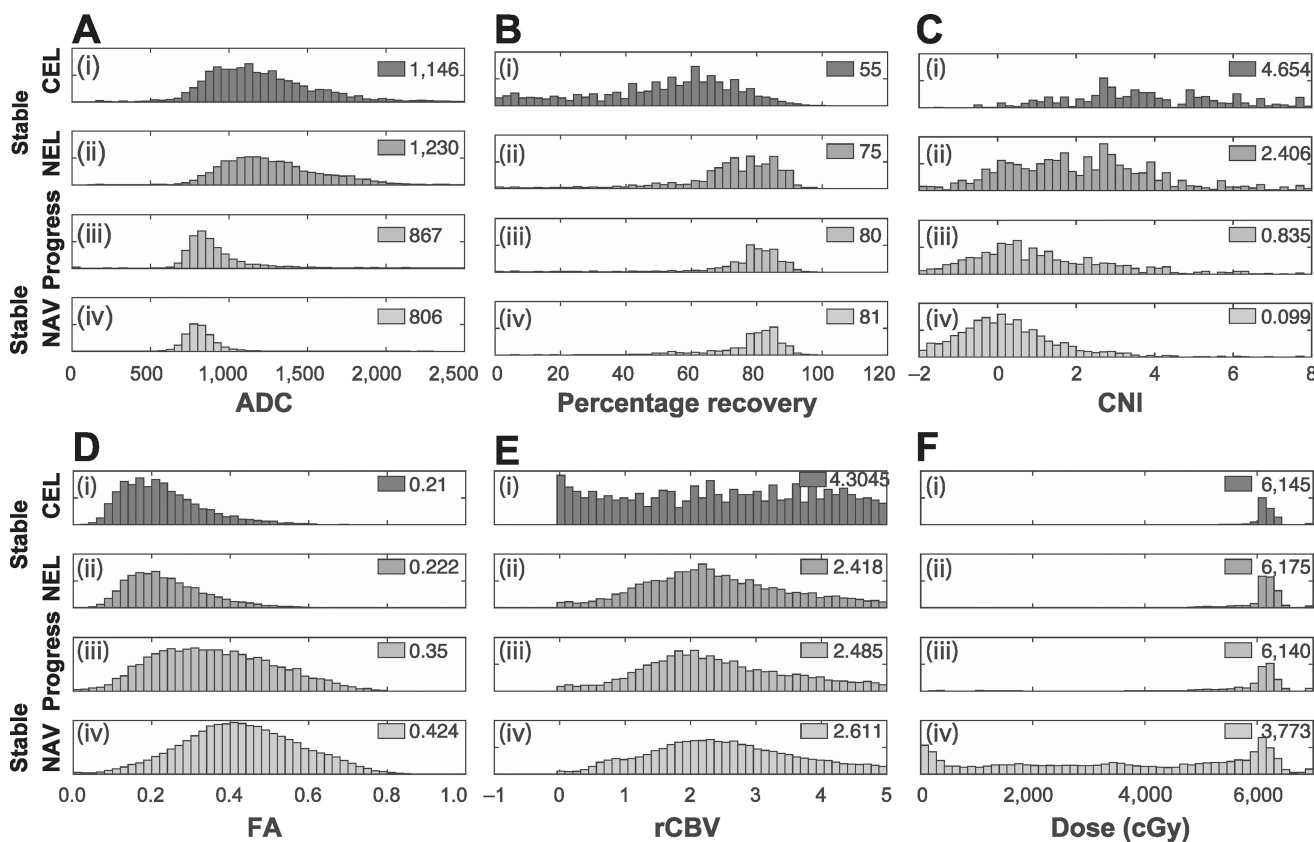 A
B
C
Stable
CEL
(i)
1,146
(i)
55
(i)
4.654
NEL
(ii)
1,230
(ii)
75
(ii)
2.406
Progress
(iii)
867
(iii)
80
(iii)
0.835
Stable
NAV
(iv)
806
(iv)
81
(iv)
0.099
0 500 1,000 1,500 2,000 2,500
0 20 40 60 80 100 120
–2 0 2 4 6 8
ADC
Percentage recovery
CNI
D
E
F
Stable
CEL
(i)
0.21
(i)
4.3045
(i)
6,145
NEL
(ii)
0.222
(ii)
2.418
(ii)
6,175
Progress
(iii)
0.35
(iii)
2.485
(iii)
6,140
Stable
NAV
(iv)
0.424
(iv)
2.611
(iv)
3,773
0.0 0.2 0.4 0.6 0.8 1.0
–1 0 1 2 3 4 5
0 2,000 4,000 6,000
FA
rCBV
Dose (cGy)